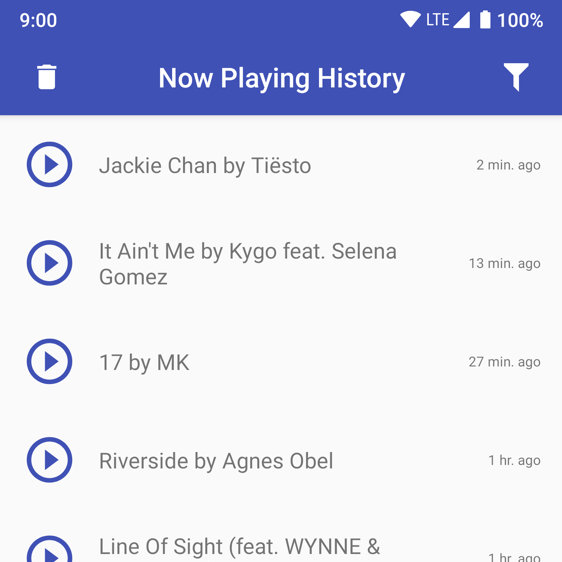 9:00 LTE 100%
Now Playing History
Jackie Chan by Tiësto 2 min. ago
It Ain't Me by Kygo feat. Selena
Gomez
13 min. ago
17 by MK 27 min. ago
Riverside by Agnes Obel 1 hr. ago
Line Of Sight (feat. WYNNE &
1 hr. ago